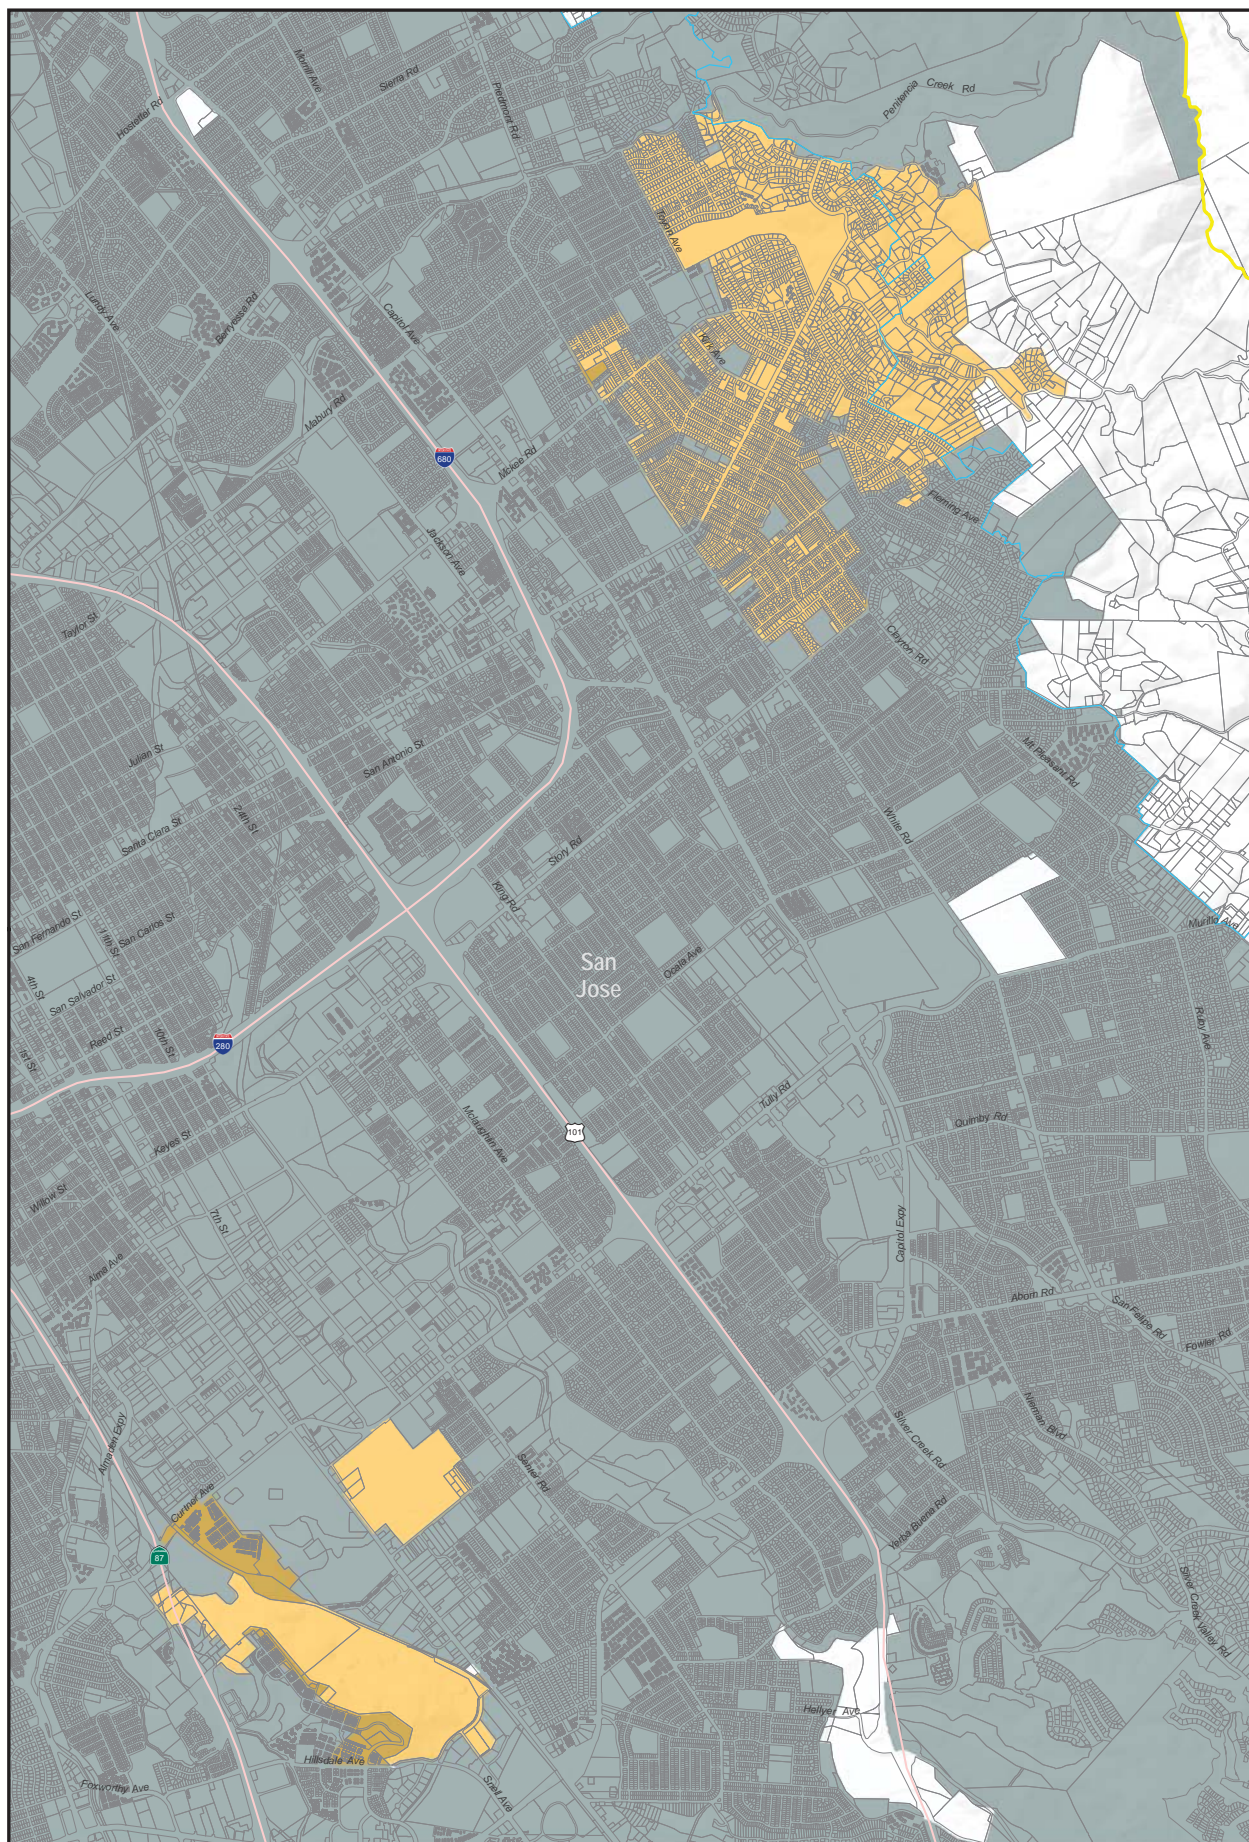 Morrill Ave
Sierra Rd
Piedmont Rd
Penitencia Creek Rd
Hostetter Rd
Toyon Ave
Lundy Ave
Berryessa Rd
Capitol Ave
Kirk Ave
Mabury Rd
680
Mckee Rd
Fleming Ave
Jackson Ave
Taylor St
Clayton Rd
Julian St
San Antonio St
Mt Pleasant Rd
24th St
Santa Clara St
White Rd
Story Rd
King Rd
San Fernando St
11th St
San Carlos St
Murillo Ave
San
Jose
Ocala Ave
4th St
San Salvador St
Reed St
10th St
1st St
280
Ruby Ave
Tully Rd
Mclaughlin Ave
101
Quimby Rd
Keyes St
Willow St
7th St
Capitol Expy
Alma Ave
Aborn Rd
San Felipe Rd
Fowler Rd
Nieman Blvd
Silver Creek Rd
Almaden Expy
Senter Rd
Curtner Ave
Yerba Buena Rd
87
Silver Creek Valley Rd
Hellyer Ave
Hillsdale Ave
Foxworthy Ave
Snell Ave